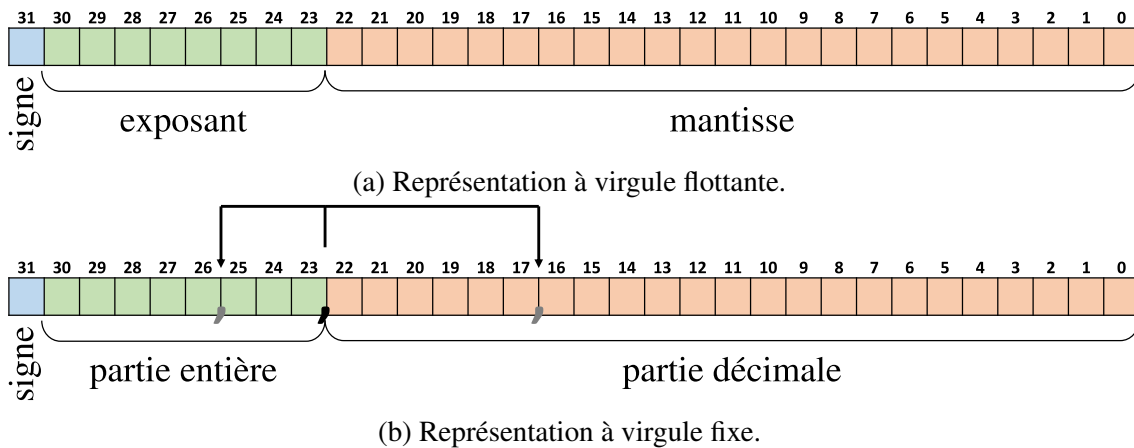 31 30 29 28 27 26 25 24 23 22 21 20 19 18 17 16 15 14 13 12 11 10 9 8 7 6 5 4 3 2 1 0
signe
exposant mantisse
(a) Représentation à virgule flottante.
31 30 29 28 27 26 25 24 23 22 21 20 19 18 17 16 15 14 13 12 11 10 9 8 7 6 5 4 3 2 1 0
, , ,
signe
partie entière partie décimale
(b) Représentation à virgule fixe.